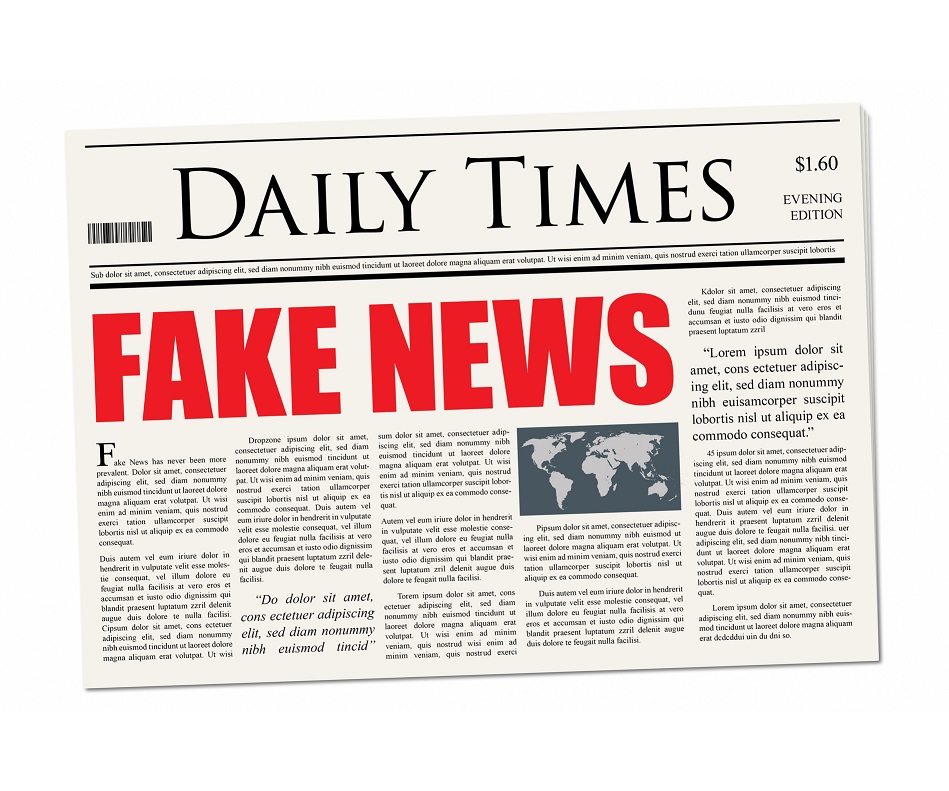 DAILY TIMES
$1.60
EVENING
EDITION
Sub dolor sit amet, consectetuer adipiscing elit, sed diam nonummy nibh euismod tincidunt ut laoreet dolore magna aliquam erat volutpat. Ut wisi enim ad minim veniam, quis nostrud exerci tation ullamcorper suscipit lobortis
FAKE NEWS
Fake News has never been more
prevalent. Dolor sit amet, consectetuer
adipiscing elit, sed diam nonummy
nibh euismod tincidunt ut laoreet dolore
magna aliquam erat volutpat. Ut wisi
enim ad minim veniam, quis nostrud
exerci tation ullamcorper suscipit
lobortis nisl ut aliquip ex ea commodo
consequat.
Duis autem vel eum iriure dolor in
hendrerit in vulputate velit esse moles-
tie consequat, vel illum dolore eu
feugiat nulla facilisis at vero eros et
accumsan et iusto odio dignissim qui
blandit praesent luptatum zzril delenit
augue duis dolore te feugait nulla facilisi.
Cipsum dolor sit amet, consectetuer
adipiscing elit, sed diam nonummy
nibh euismod tincidunt ut laoreet dolore
magna aliquam erat volutpat. Ut wisi
Dropzone ipsum dolor sit amet,
consectetuer adipiscing elit, sed diam
nonummy nibh euismod tincidunt ut
laoreet dolore magna aliquam erat volut-
pat. Ut wisi enim ad minim veniam, quis
nostrud exerci tation ullamcorper
suscipit lobortis nisl ut aliquip ex ea
commodo consequat. Duis autem vel
eum iriure dolor in hendrerit in vulputate
velit esse molestie consequat, vel illum
dolore eu feugiat nulla facilisis at vero
eros et accumsan et iusto odio dignissim
qui blandit praesent luptatum zzril dele-
nit augue duis dolore te feugait nulla
facilisi.
“Do dolor sit amet,
cons ectetuer adipiscing
elit, sed diam nonummy
nibh euismod tincid”
sum dolor sit amet, consectetuer adip-
iscing elit, sed diam nonummy nibh
euismod tincidunt ut laoreet dolore
magna aliquam erat volutpat. Ut wisi
enim ad minim veniam, quis nostrud
exerci tation ullamcorper suscipit lobor-
tis nisl ut aliquip ex ea commodo conse-
quat.
Autem vel eum iriure dolor in hendrerit
in vulputate velit esse molestie conse-
quat, vel illum dolore eu feugiat nulla
facilisis at vero eros et accumsan et
iusto odio dignissim qui blandit prae-
sent luptatum zzril delenit augue duis
dolore te feugait nulla facilisi.
Torem ipsum dolor sit amet, cons
ectetuer adipiscing elit, sed diam
nonummy nibh euismod tincidunt ut
laoreet dolore magna aliquam erat
volutpat. Ut wisi enim ad minim
veniam, quis nostrud wisi enim ad
minim veniam, quis nostrud exerci
Pipsum dolor sit amet, consectetuer adipisc-
ing elit, sed diam nonummy nibh euismod ut
laoreet dolore magna aliquam erat volutpat. Ut
wisi enim ad minim veniam, quis nostrud exerci
tation ullamcorper suscipit lobortis nisl ut
aliquip ex ea commodo consequat.
Duis autem vel eum iriure dolor in hendrerit
in vulputate velit esse molestie consequat, vel
illum dolore eu feugiat nulla facilisis at vero
eros et accumsan et iusto odio dignissim qui
blandit praesent zzril delenit augue
duis dolore te feugait nulla facilisi.
Kdolor sit amet, consectetuer adipiscing
elit, sed diam nonummy nibh euismod tinci-
dunu feugiat nulla facilisis at vero eros et
accumsan et iusto odio dignissim qui blandit
praesent luptatum zzril
“Lorem ipsum dolor sit
amet, cons ectetuer adipisc-
ing elit, sed diam nonummy
nibh euisamcorper suscipit
lobortis nisl ut aliquip ex ea
commodo consequat.”
45 ipsum dolor sit amet, consectetuer adip-
iscing elit, sed diam nonummy nibh euismod
tincidunt ut laoreet dolore magna aliquam erat
volutpat. Ut wisi enim ad minim veniam, quis
nostrud exerci tation ullamcorper suscipit
lobortis nisl ut aliquip ex ea commodo conse-
quat. Duis autem vel eum iriure dolor in
hendrerit it praesent luptatum zzril delenit
augue duis dolore te feugait nulla facilisi. uer
adipiscing elit, sed diam nonummy nibh
euismod tinci-
dunt ut laoreet dolore magna aliquam erat
volutpat. Ut wisi enim ad minim veniam, quis
nostrud exerci tation ullamcorper suscipit
lobortis nisl ut aliquip ex ea commodo conse-
quat.
Lorem ipsum dolor sit amet, consectetuer
adipiscing elit, sed diam nonummy nibh euis-
mod tincidunt ut laoreet dolore magna aliquam
erat dcdcddui uin du dni so.